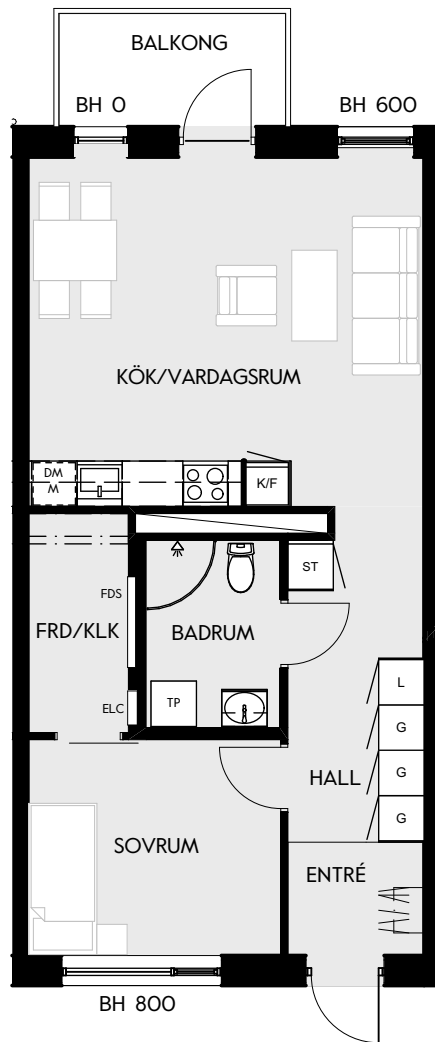 BALKONG
BH 0
BH 600
KÖK/VARDAGSRUM
DM
M
K/F
ST
FDS
FRD/KLK
BADRUM
ELC
TP
L
G
G
G
HALL
SOVRUM
ENTRÉ
BH 800